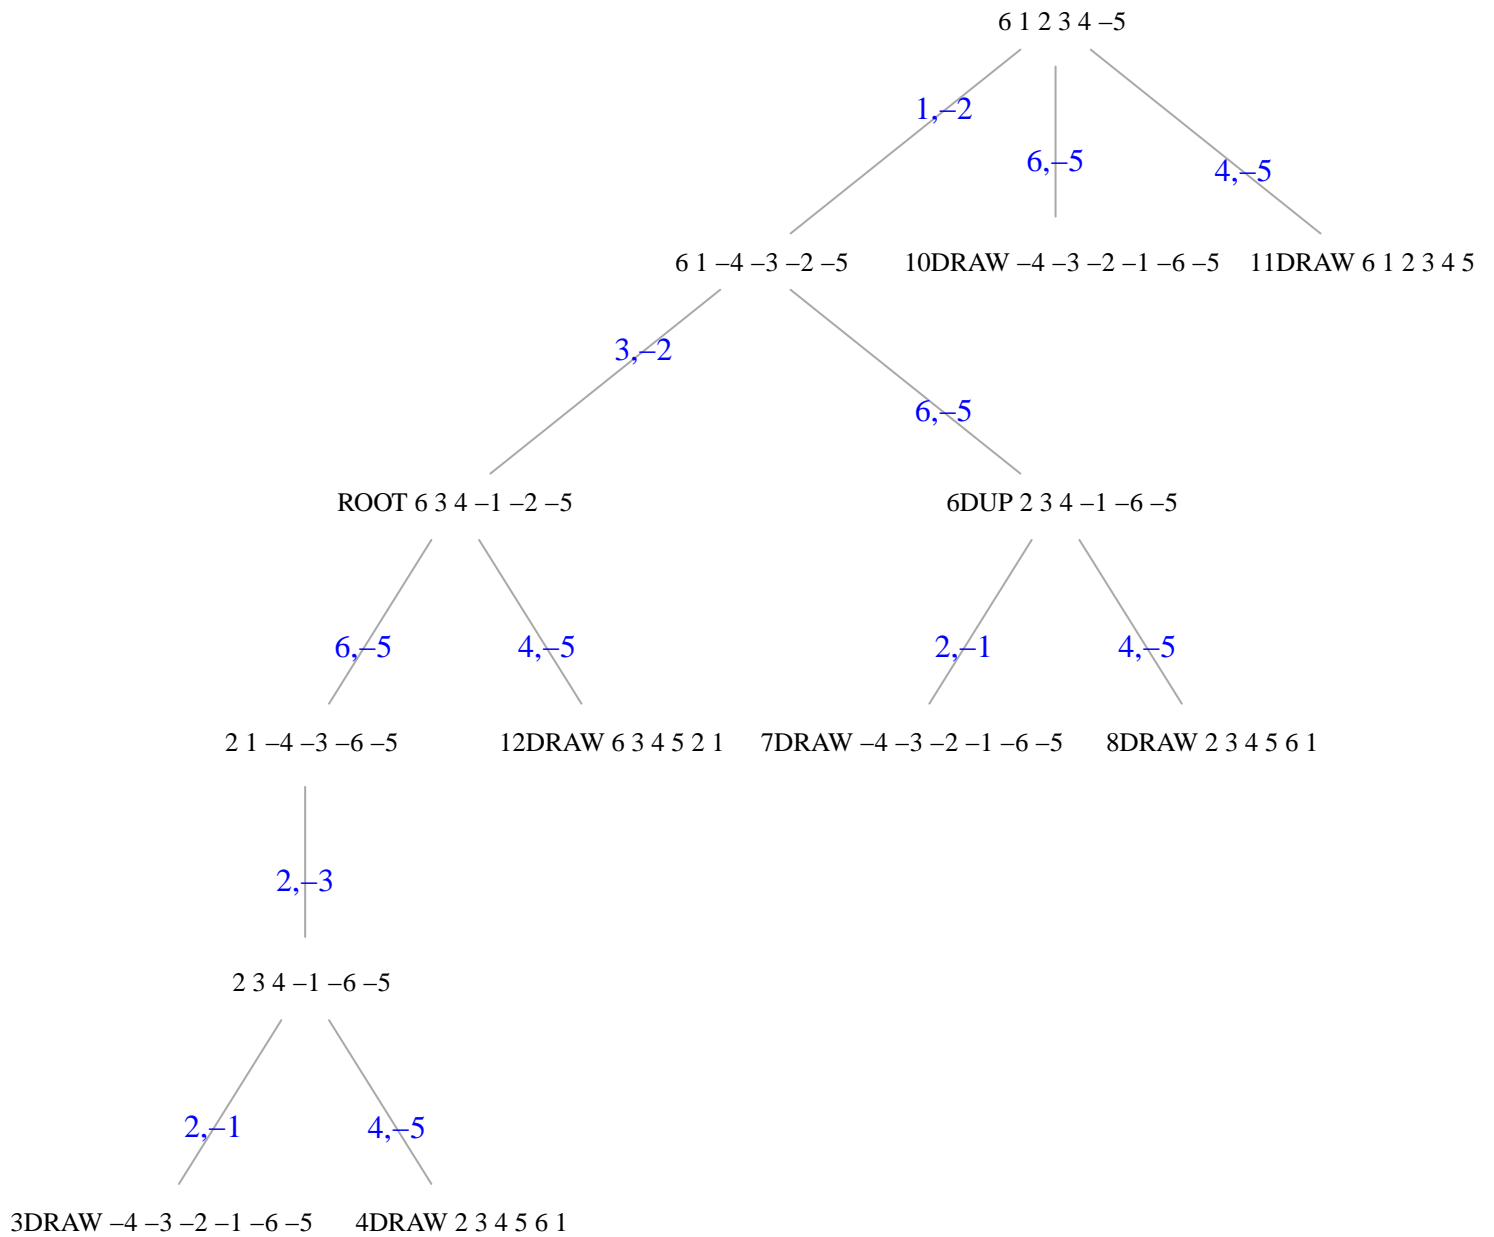 6 1 2 3 4 –5
1,–2
6,–5
4,–5
6 1 –4 –3 –2 –5
10DRAW –4 –3 –2 –1 –6 –5
11DRAW 6 1 2 3 4 5
3,–2
6,–5
ROOT 6 3 4 –1 –2 –5
6DUP 2 3 4 –1 –6 –5
6,–5
4,–5
2,–1
4,–5
2 1 –4 –3 –6 –5
12DRAW 6 3 4 5 2 1
7DRAW –4 –3 –2 –1 –6 –5
8DRAW 2 3 4 5 6 1
2,–3
2 3 4 –1 –6 –5
2,–1
4,–5
3DRAW –4 –3 –2 –1 –6 –5
4DRAW 2 3 4 5 6 1